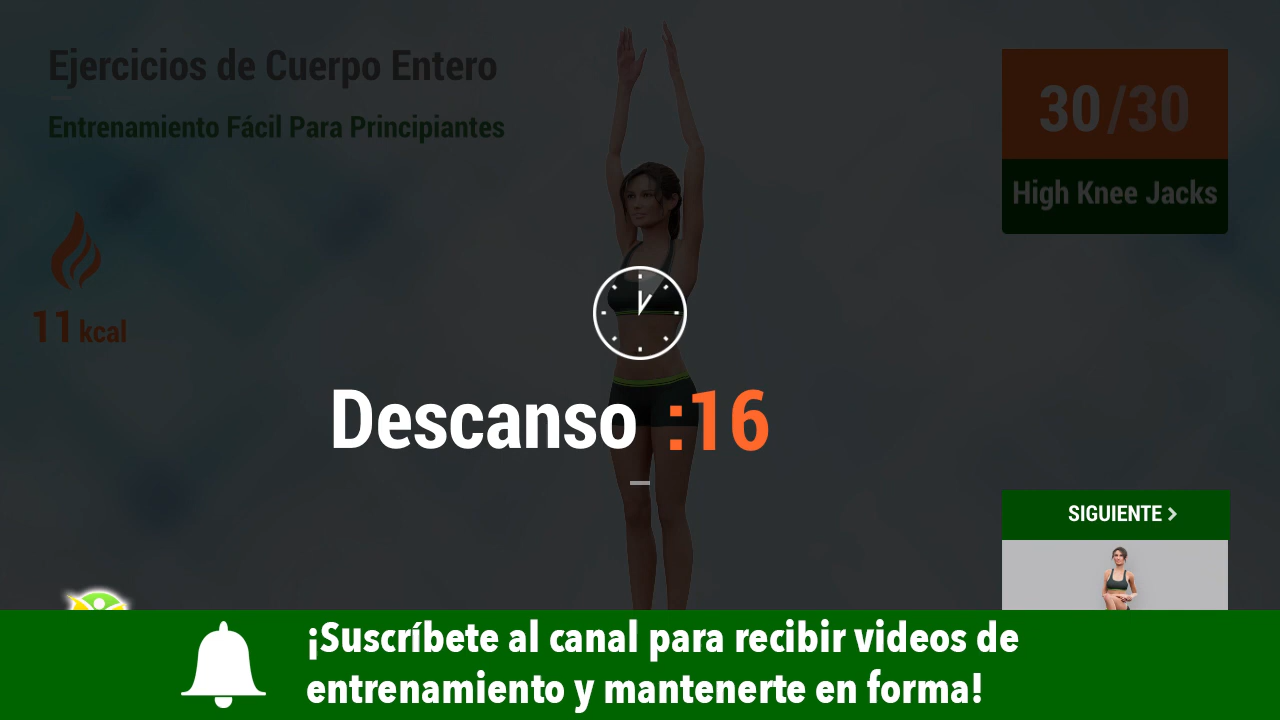 Ejercicios de Cuerpo Entero
Entrenamiento Fácil Para Principiantes
30/30
High Knee Jacks
11 kcal
Descanso :16
SIGUIENTE >
¡Suscríbete al canal para recibir videos de
entrenamiento y mantenerte en forma!